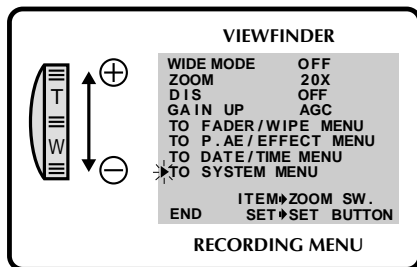 VIEWFINDER
WIDE MODE OFF
ZOOM 20X
DIS OFF
GAIN UP AGC
TO FADER/WIPE MENU
TO P.AE/EFFECT MENU
TO DATE/TIME MENU
TO SYSTEM MENU
ITEM ZOOM SW.
END SET SET BUTTON
T
W
RECORDING MENU